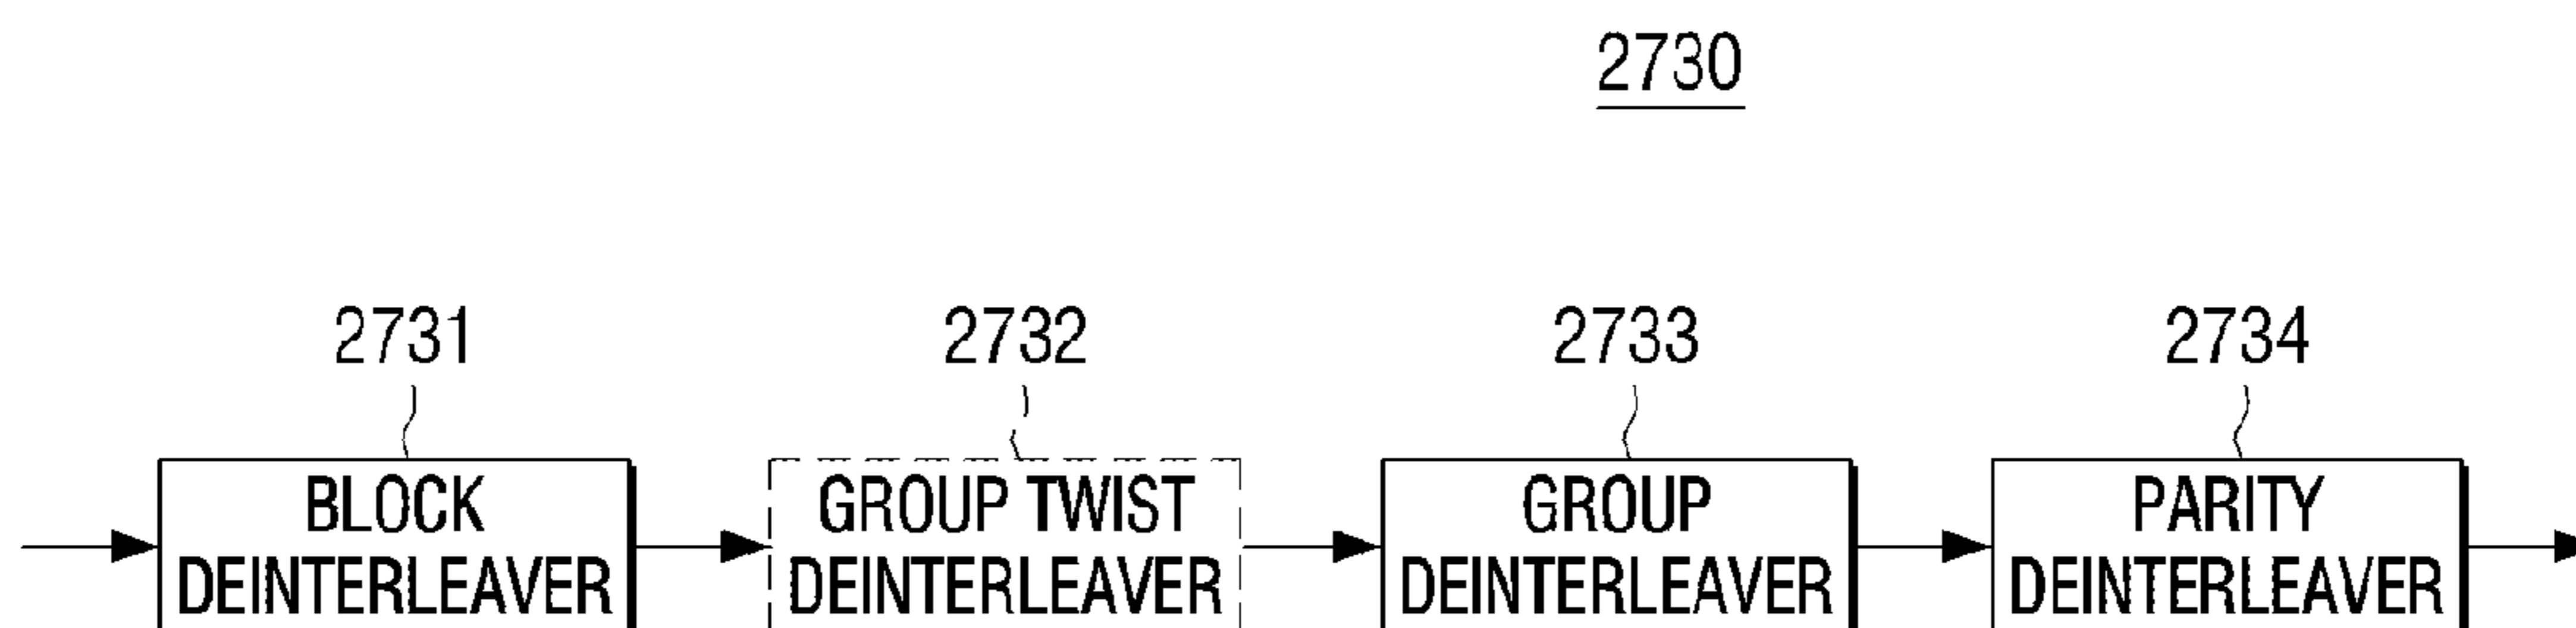 2730
2731
2732
2733
2734
BLOCK
DEINTERLEAVER
GROUP TWIST
DEINTERLEAVER
GROUP
DEINTERLEAVER
PARITY
DEINTERLEAVER